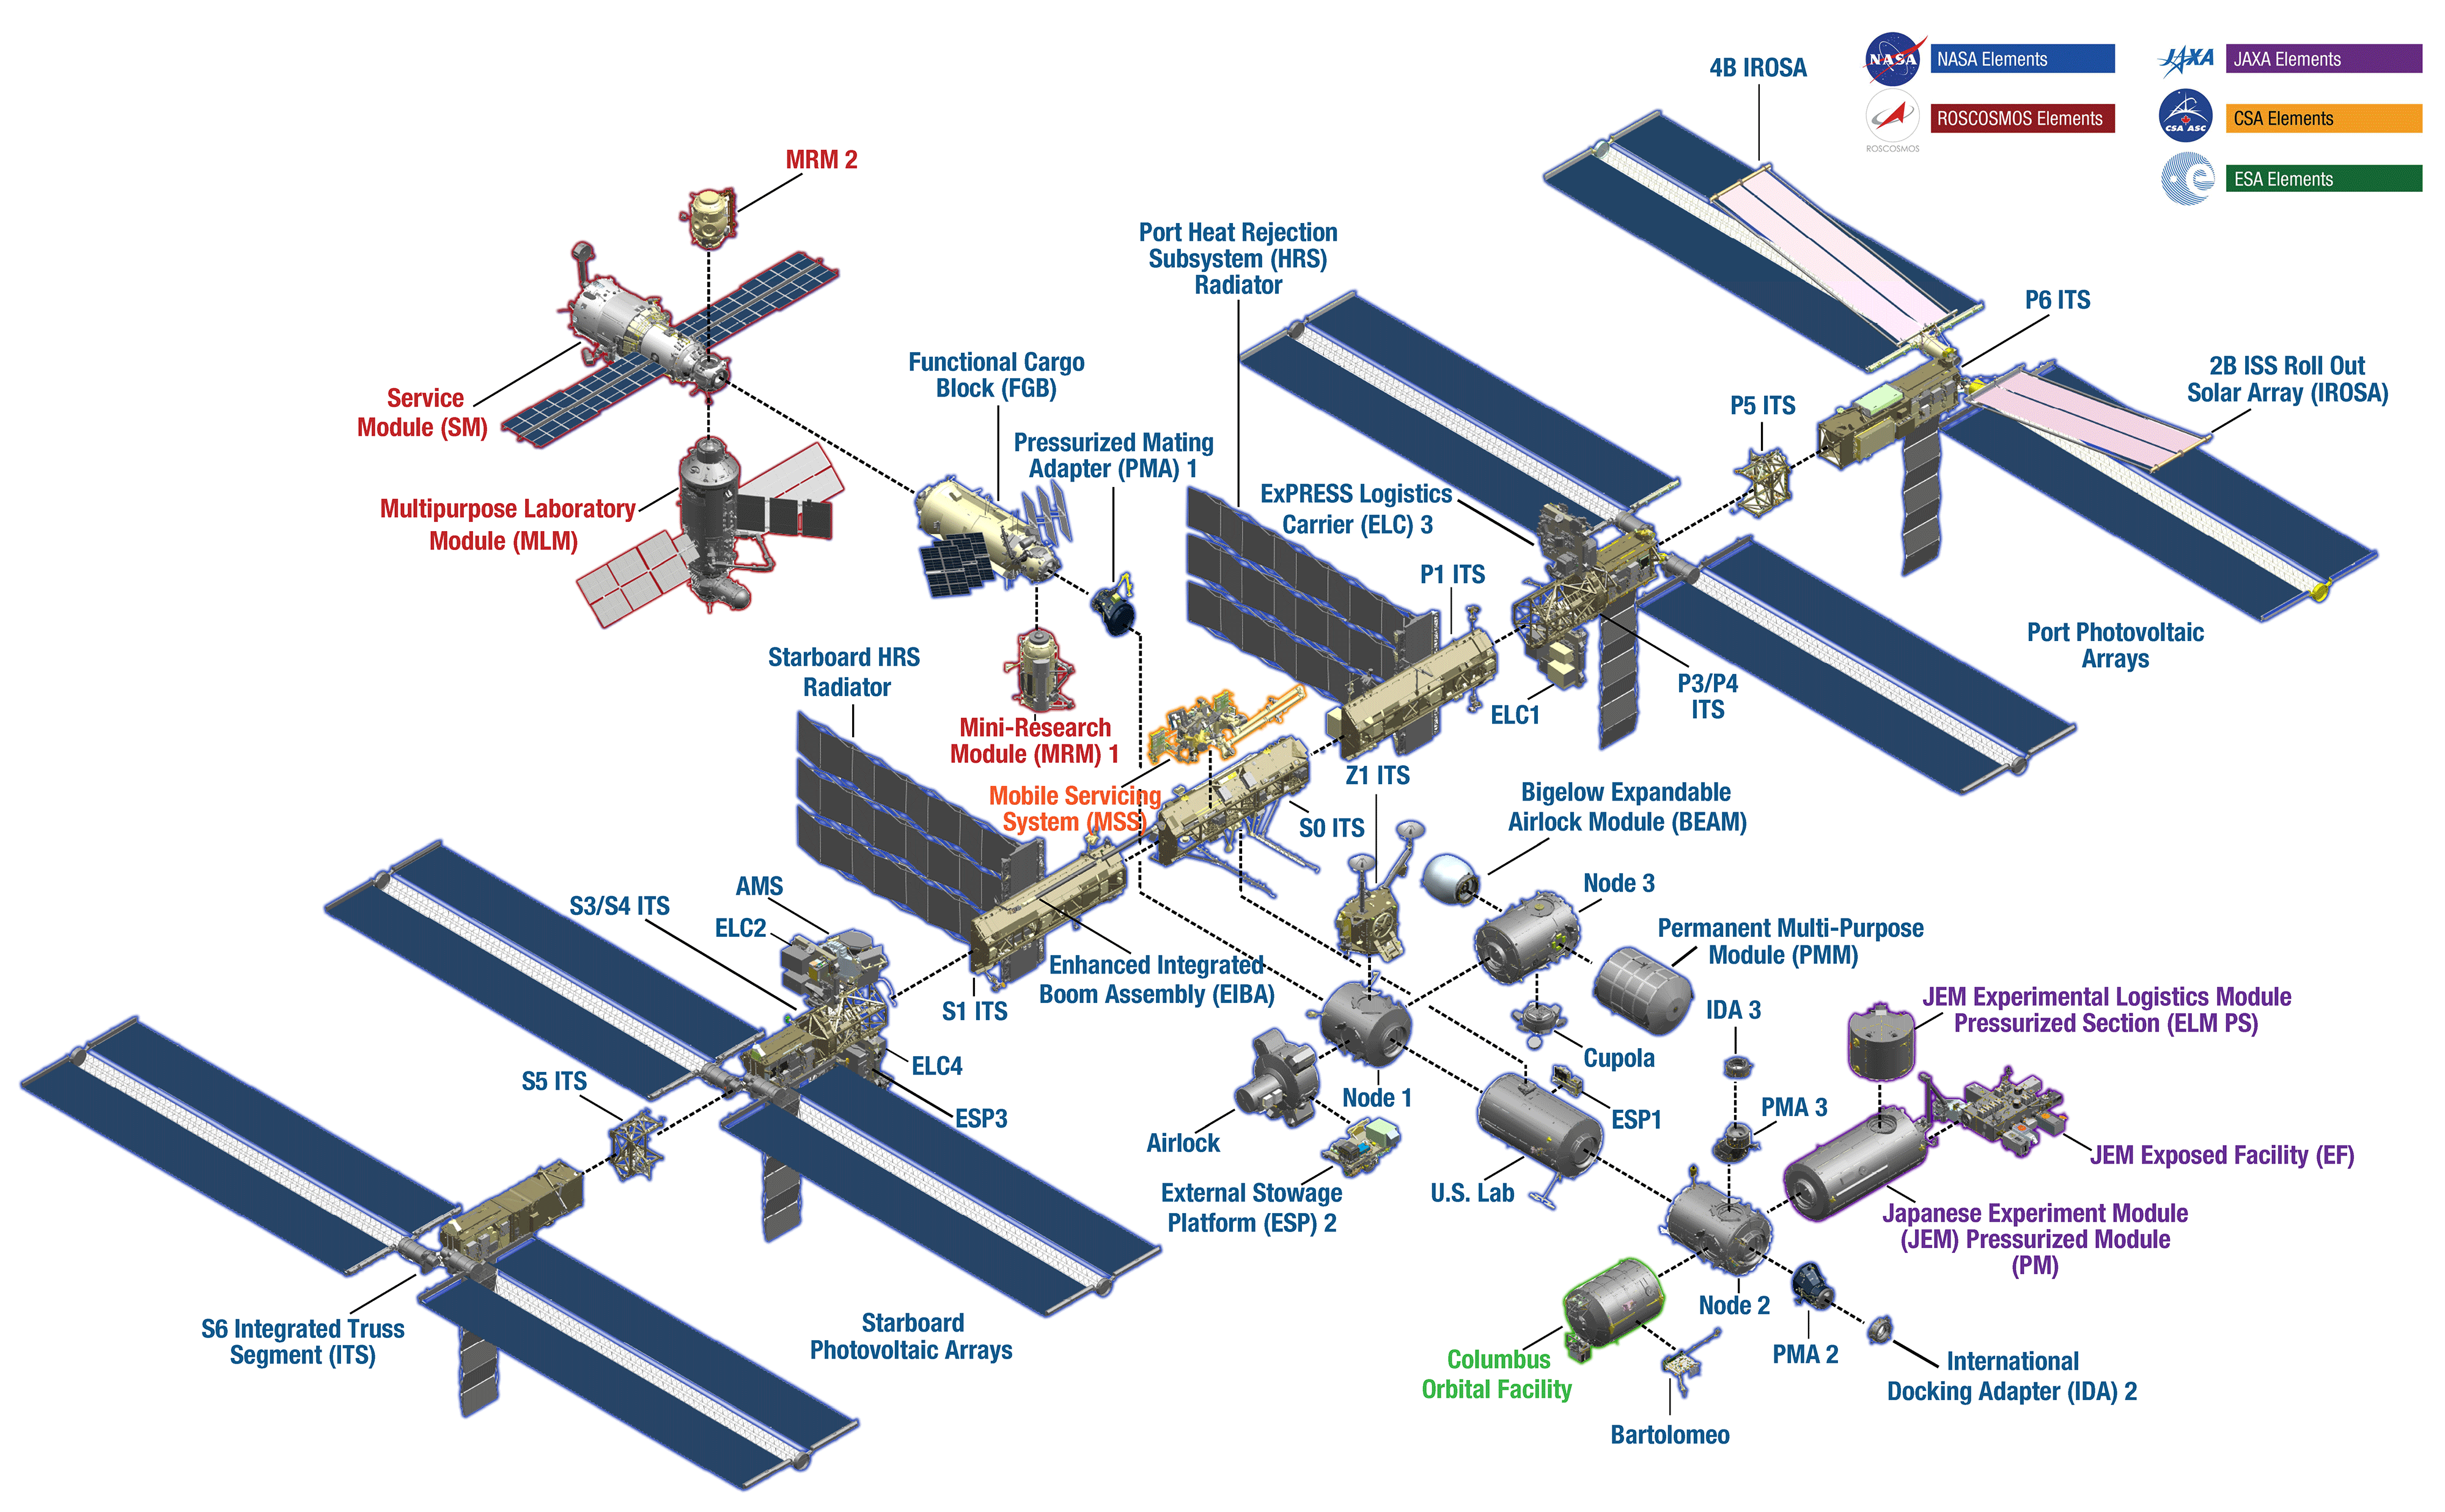 NASA
NASA Elements
JAXA
JAXA Elements
ROSCOSMOS
ROSCOSMOS Elements
CSA ASC
CSA Elements
esa
ESA Elements
4B IROSA
MRM 2
Port Heat Rejection
Subsystem (HRS)
Radiator
P6 ITS
2B ISS Roll Out
Solar Array (IROSA)
Functional Cargo
Block (FGB)
Service
Module (SM)
P5 ITS
Pressurized Mating
Adapter (PMA) 1
ExPRESS Logistics
Carrier (ELC) 3
Multipurpose Laboratory
Module (MLM)
P1 ITS
Port Photovoltaic
Arrays
Starboard HRS
Radiator
P3/P4
ITS
ELC1
Mini-Research
Module (MRM) 1
Z1 ITS
Mobile Servicing
System (MSS)
S0 ITS
Bigelow Expandable
Airlock Module (BEAM)
AMS
S3/S4 ITS
ELC2
Node 3
Permanent Multi-Purpose
Module (PMM)
Enhanced Integrated
Boom Assembly (EIBA)
S1 ITS
IDA 3
JEM Experimental Logistics Module
Pressurized Section (ELM PS)
Cupola
ELC4
S5 ITS
ESP3
Node 1
ESP1
PMA 3
Airlock
JEM Exposed Facility (EF)
External Stowage
Platform (ESP) 2
U.S. Lab
Japanese Experiment Module
(JEM) Pressurized Module
(PM)
Node 2
S6 Integrated Truss
Segment (ITS)
Starboard
Photovoltaic Arrays
PMA 2
Columbus
Orbital Facility
International
Docking Adapter (IDA) 2
Bartolomeo